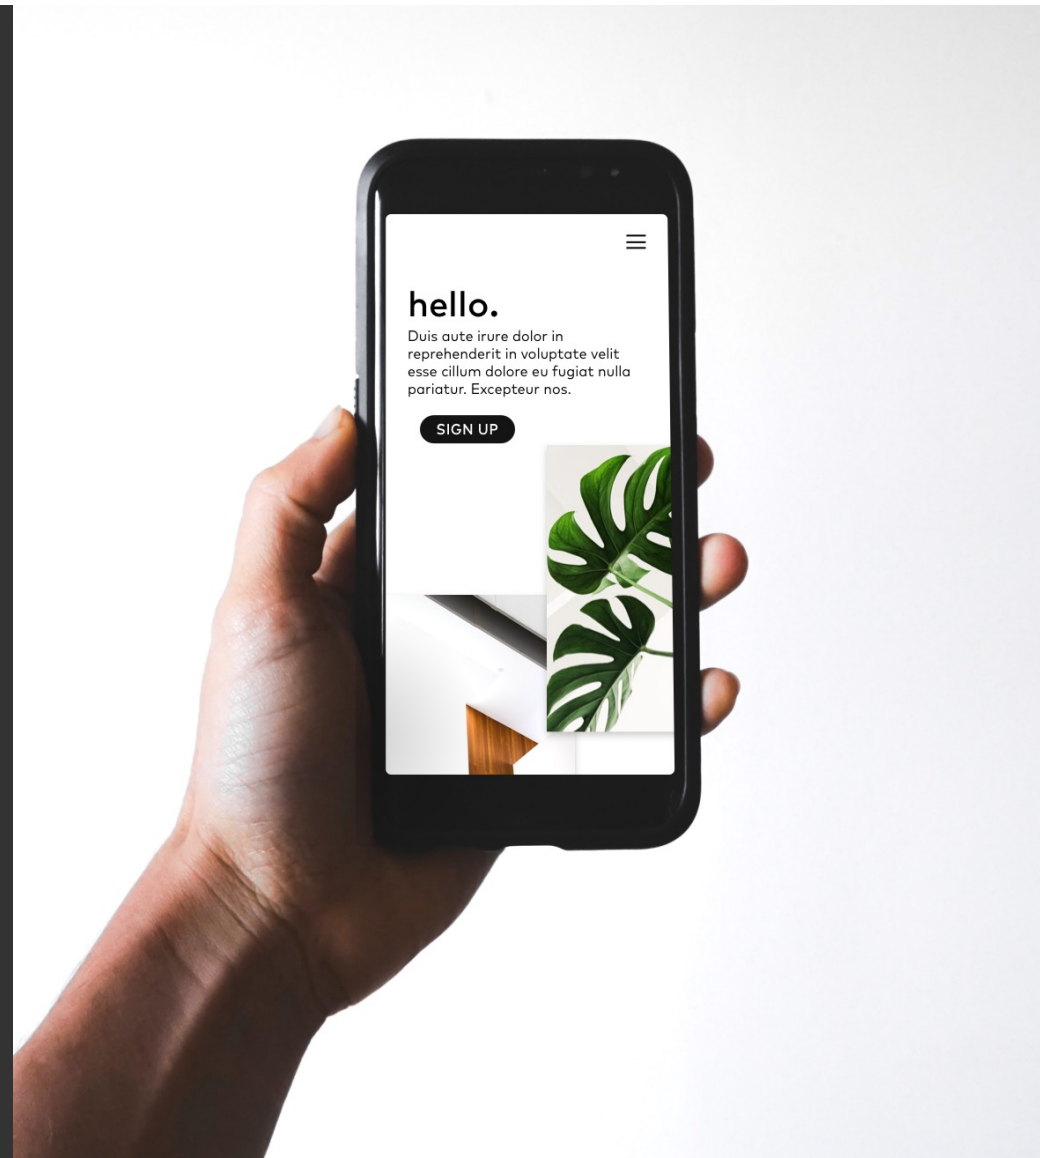 hello.
Duis aute irure dolor in
reprehenderit in voluptate velit
esse cillum dolore eu fugiat nulla
pariatur. Excepteur nos.
SIGN UP